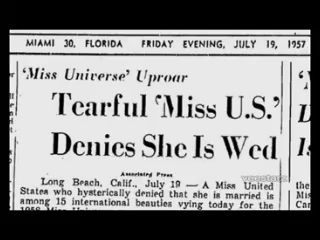 MIAMI 30, FLORIDA FRIDAY EVENING, JULY 19, 1957
'Miss Universe' Uproar
Tearful 'Miss U.S.'
Denies She Is Wed
Associated Press
Long Beach, Calif., July 19 — A Miss United
States who hysterically denied that she is married is
among 15 international beauties vying today for the